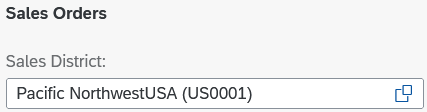 Sales Orders
Sales District:
Pacific NorthwestUSA (US0001)